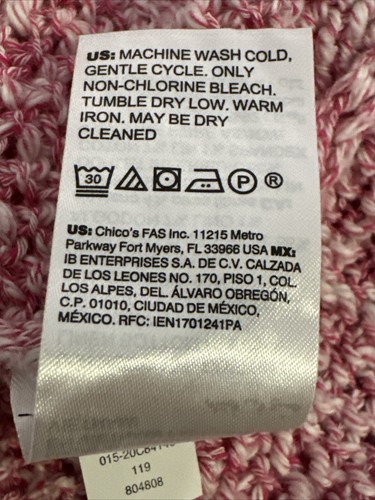 US: MACHINE WASH COLD,
GENTLE CYCLE. ONLY
NON-CHLORINE BLEACH.
TUMBLE DRY LOW. WARM
IRON. MAY BE DRY
CLEANED
30 P ®
US: Chico's FAS Inc. 11215 Metro
Parkway Fort Myers, FL 33966 USA MX:
IB ENTERPRISES S.A. DE C.V. CALZADA
DE LOS LEONES NO. 170, PISO 1, COL.
LOS ALPES, DEL. ÁLVARO OBREGÓN,
C.P. 01010, CIUDAD DE MÉXICO,
MÉXICO. RFC: IEN1701241PA
119
804808